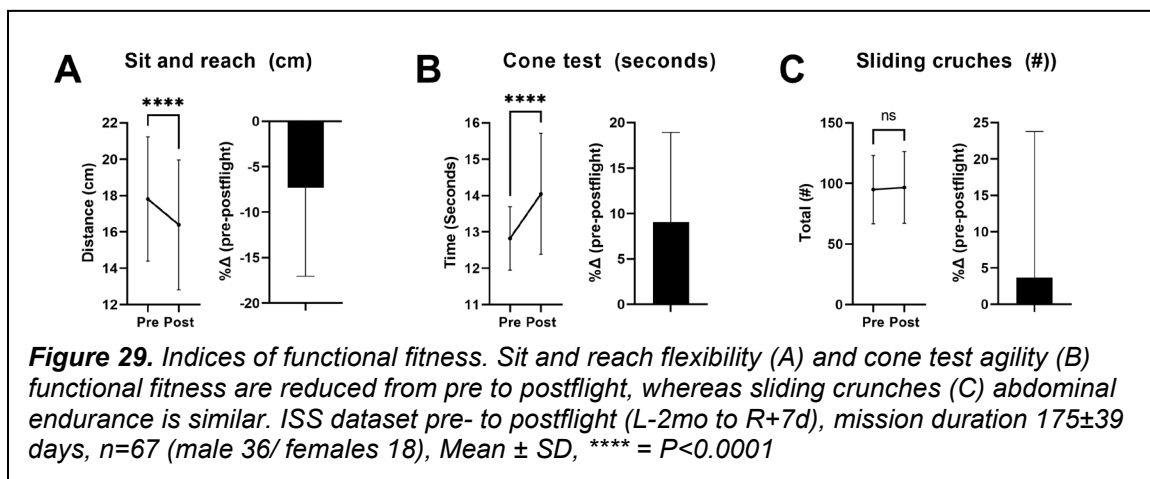 A Sit and reach (cm)
B Cone test (seconds)
C Sliding cruches (#))
****
22
20
18
16
14
12
Distance (cm)
Pre Post
0
-5
-10
-15
-20
%Δ (pre-postflight)
****
16
15
14
13
12
11
Time (Seconds)
Pre Post
20
15
10
5
0
%Δ (pre-postflight)
ns
150
100
50
0
Total (#)
Pre Post
25
20
15
10
5
0
%Δ (pre-postflight)
Figure 29. Indices of functional fitness. Sit and reach flexibility (A) and cone test agility (B)
functional fitness are reduced from pre to postflight, whereas sliding crunches (C) abdominal
endurance is similar. ISS dataset pre- to postflight (L-2mo to R+7d), mission duration 175±39
days, n=67 (male 36/ females 18), Mean ± SD, **** = P<0.0001